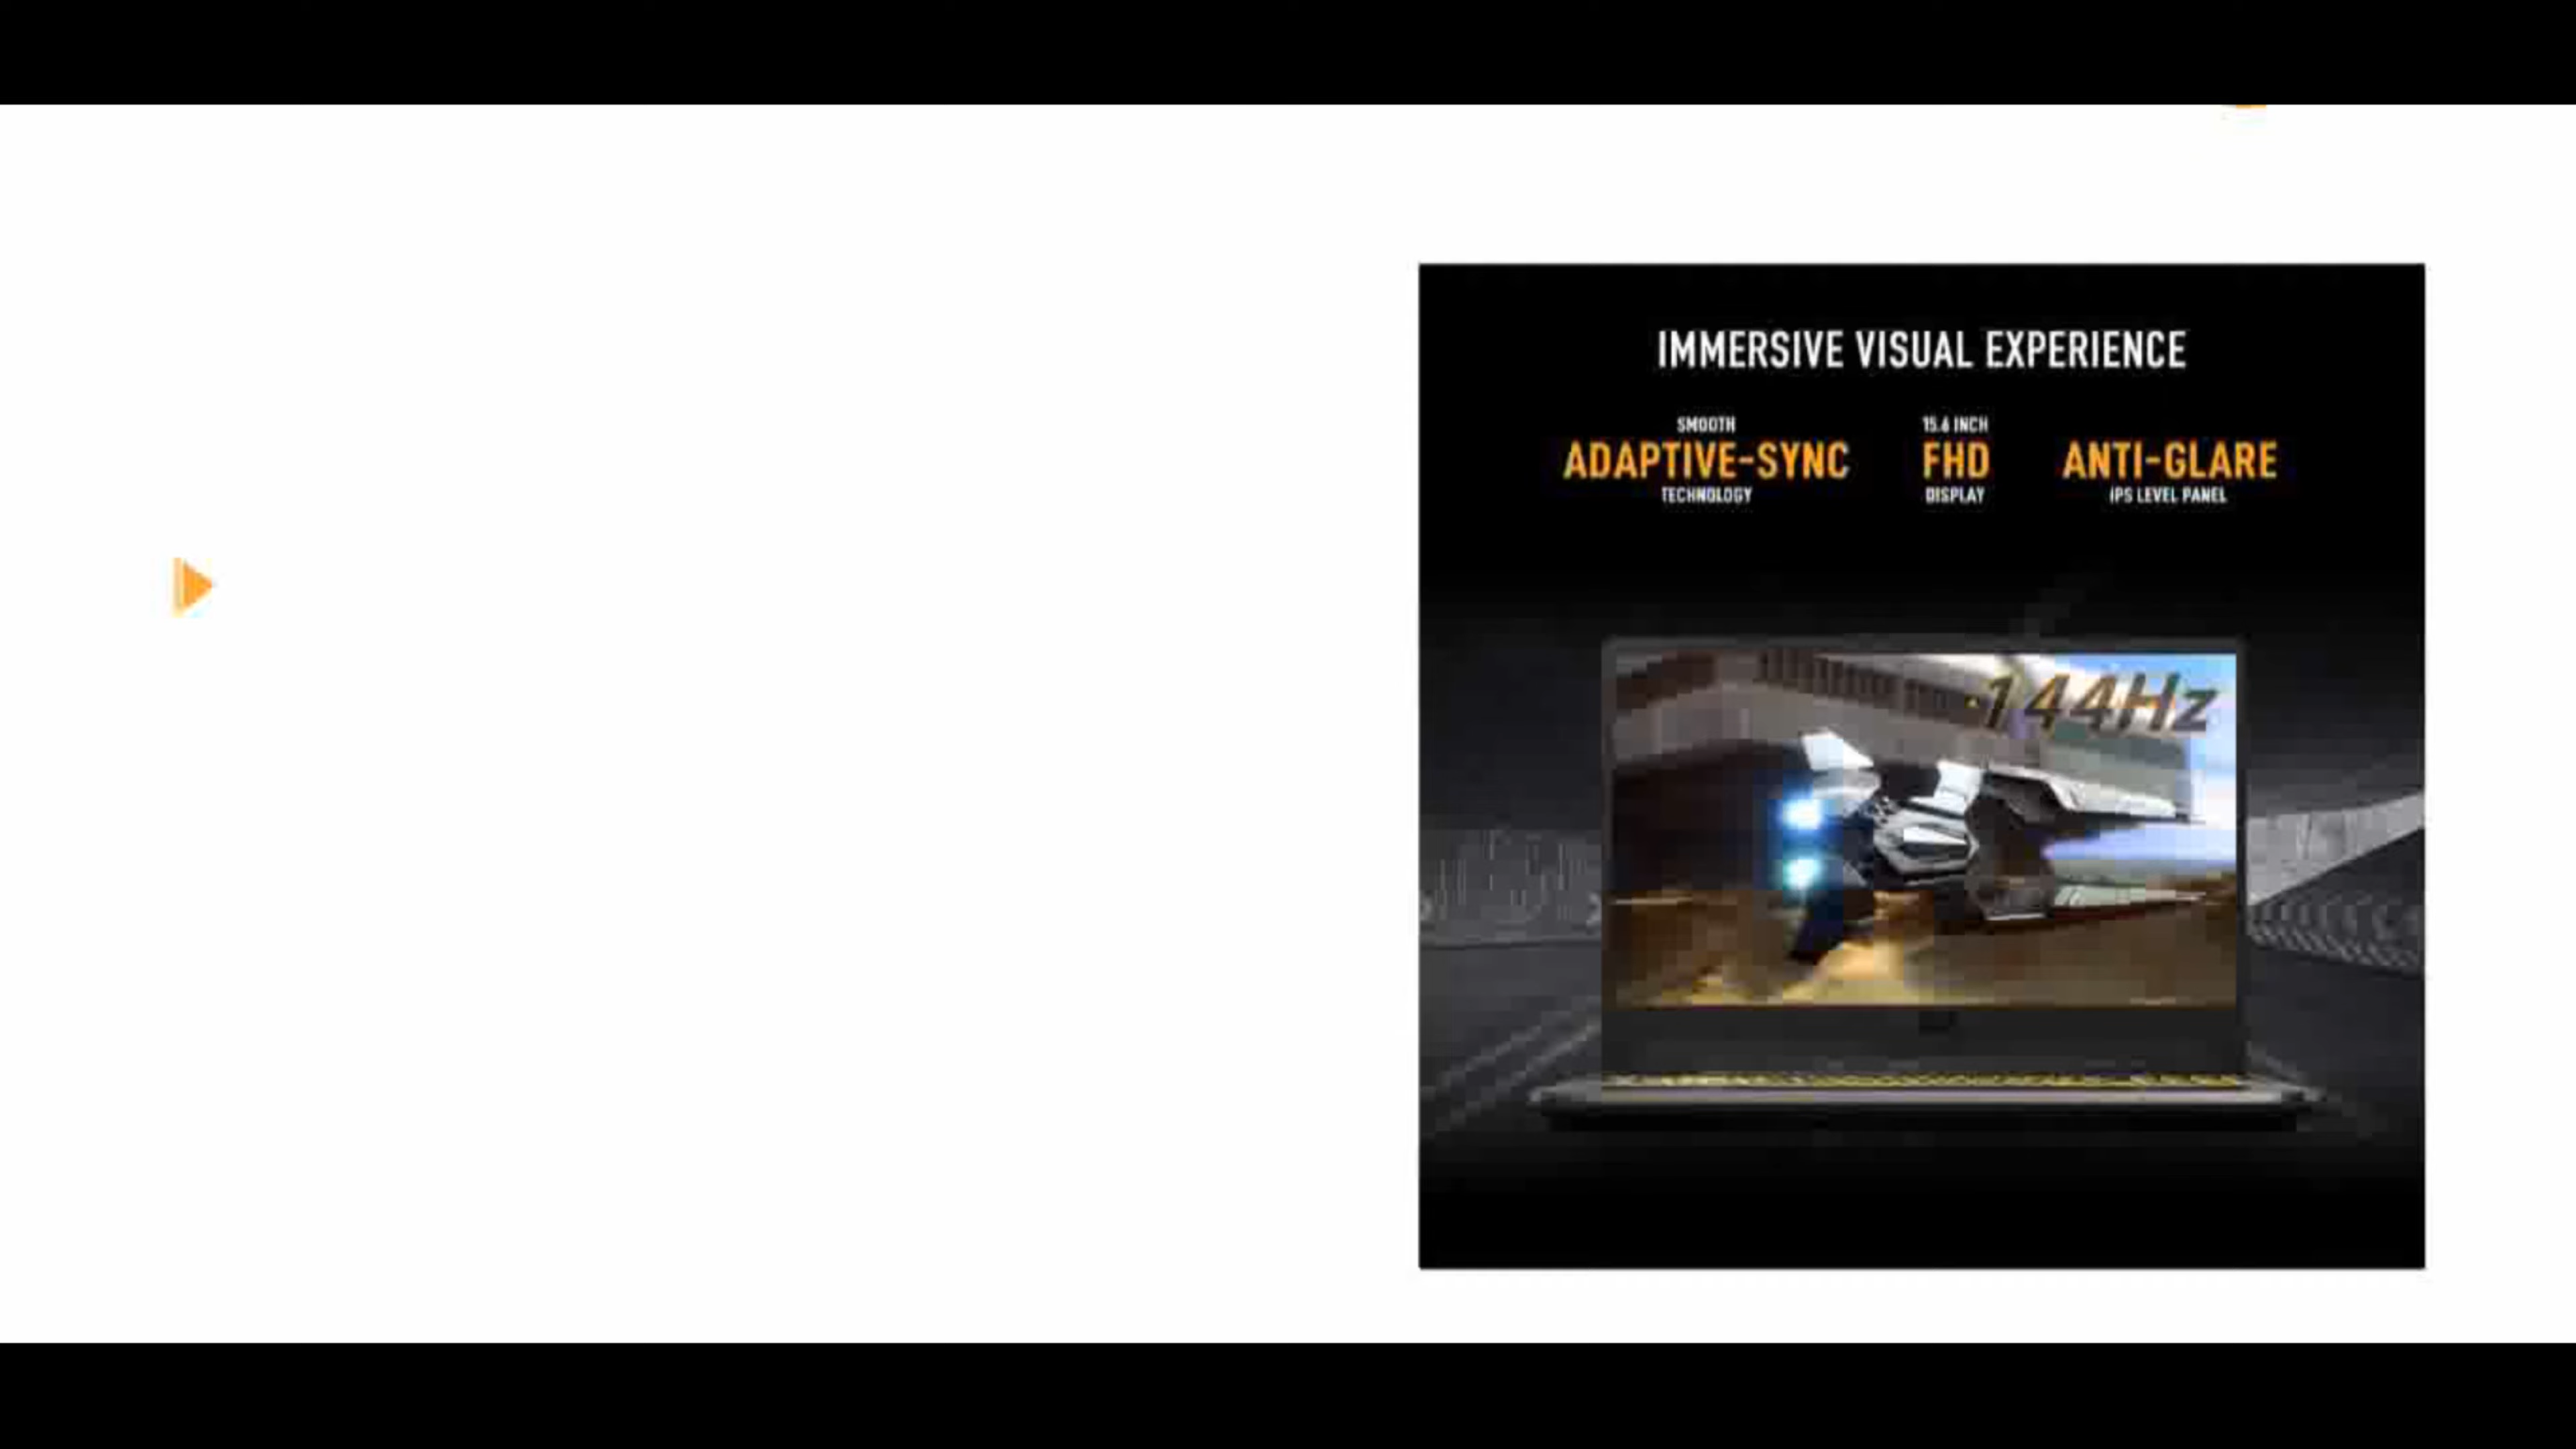 IMMERSIVE VISUAL EXPERIENCE
SMOOTH
ADAPTIVE-SYNC
TECHNOLOGY
15.6 INCH
FHD
DISPLAY
ANTI-GLARE
IPS LEVEL PANEL
144Hz